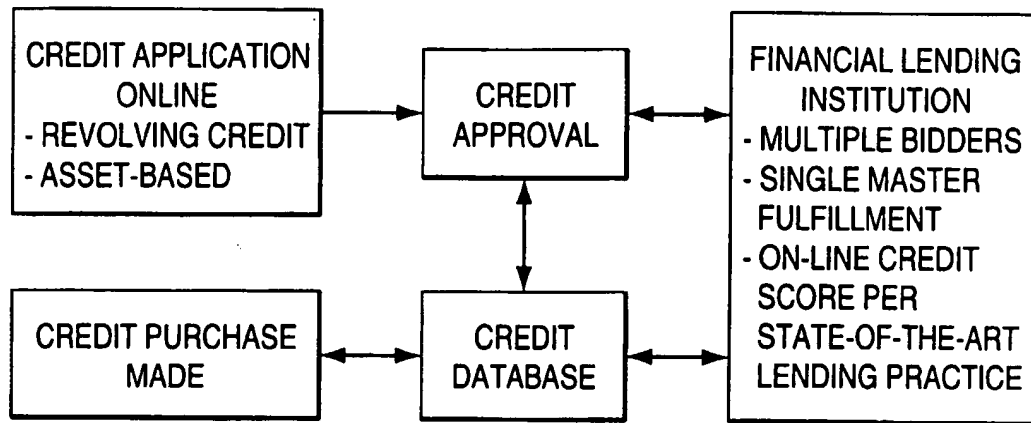 CREDIT APPLICATION
ONLINE
- REVOLVING CREDIT
- ASSET-BASED
CREDIT
APPROVAL
FINANCIAL LENDING
INSTITUTION
- MULTIPLE BIDDERS
- SINGLE MASTER
FULFILLMENT
- ON-LINE CREDIT
SCORE PER
STATE-OF-THE-ART
LENDING PRACTICE
CREDIT PURCHASE
MADE
CREDIT
DATABASE